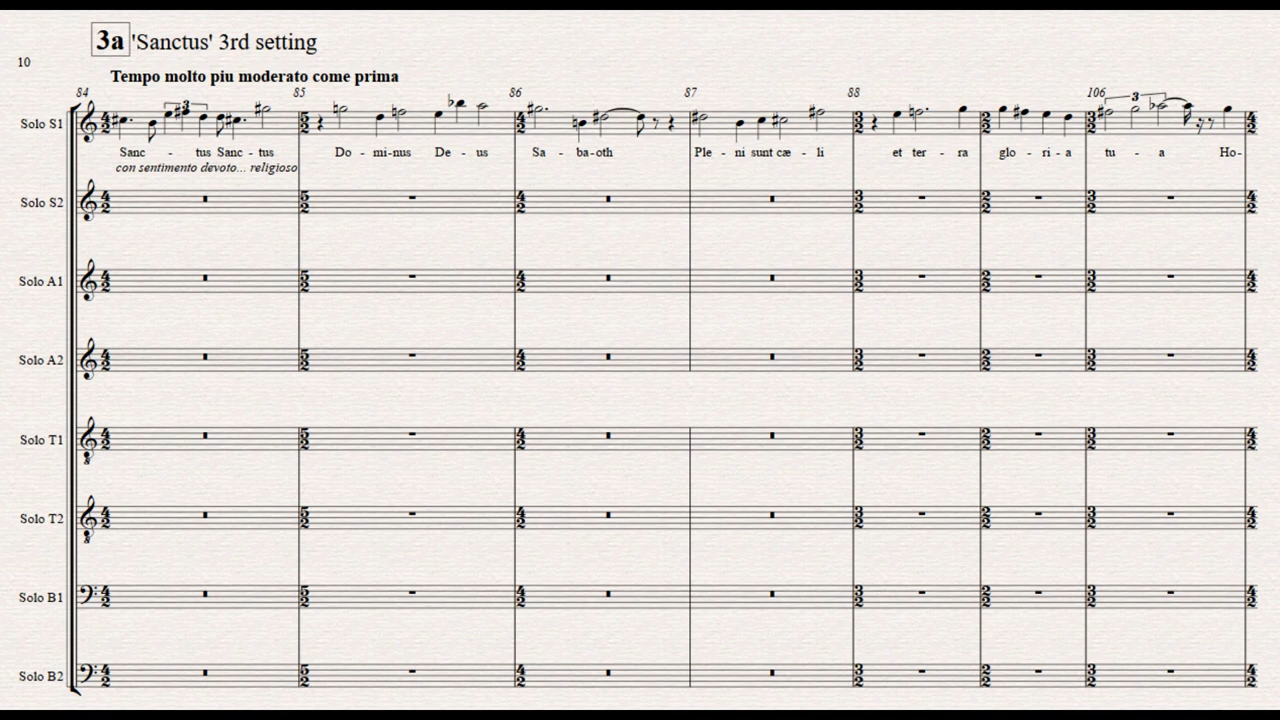 3a 'Sanctus' 3rd setting
10
Tempo molto piu moderato come prima
84 85 86 87 88 106
3 3
Solo S1
Sanc - tus Sanc - tus Do - mi-nus De - us Sa - ba-oth Ple - ni sunt cæ - li et ter - ra glo - ri - a tu - a Ho-
con sentimento devoto... religioso
Solo S2
Solo A1
Solo A2
Solo T1
Solo T2
Solo B1
Solo B2